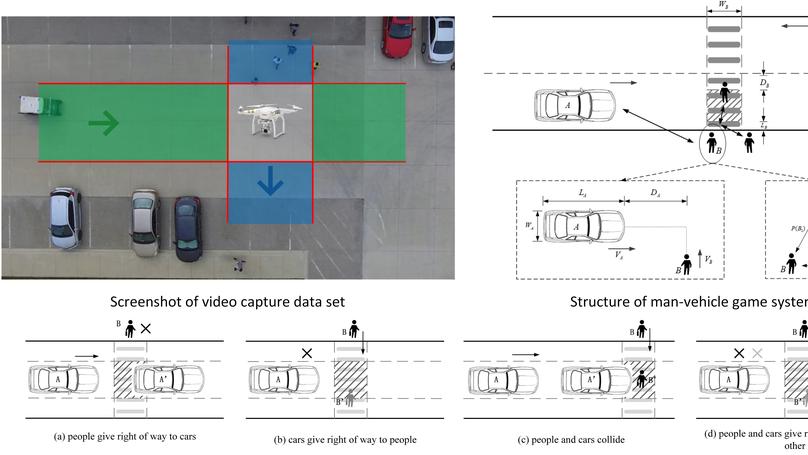 W_B
A
D_B
L_B
B
L_A
D_A
W_A
A
V_A
V_B
B
P(B_i)
B
Screenshot of video capture data set
Structure of man-vehicle game syster
B
A
A'
B
A
B'
B
A
A'
B'
B
A
B'
(a) people give right of way to cars
(b) cars give right of way to people
(c) people and cars collide
(d) people and cars give r
other